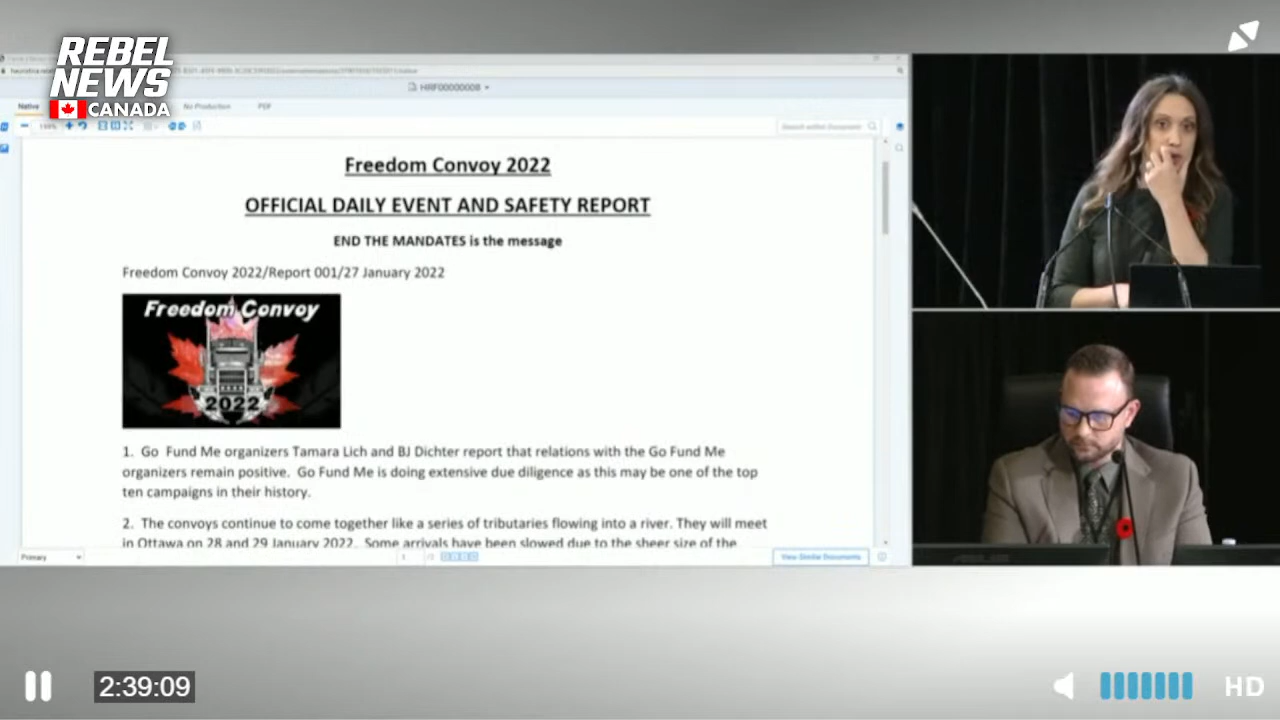 REBEL
NEWS
CANADA
HRF00000008
Native
No Production
PDF
Search within Document
Freedom Convoy 2022
OFFICIAL DAILY EVENT AND SAFETY REPORT
END THE MANDATES is the message
Freedom Convoy 2022/Report 001/27 January 2022
Freedom Convoy
2022
1. Go Fund Me organizers Tamara Lich and BJ Dichter report that relations with the Go Fund Me
organizers remain positive. Go Fund Me is doing extensive due diligence as this may be one of the top
ten campaigns in their history.
2. The convoys continue to come together like a series of tributaries flowing into a river. They will meet
in Ottawa on 28 and 29 January 2022. Some arrivals have been slowed due to the sheer size of the
Primary
1
View Similar Documents
2:39:09
HD